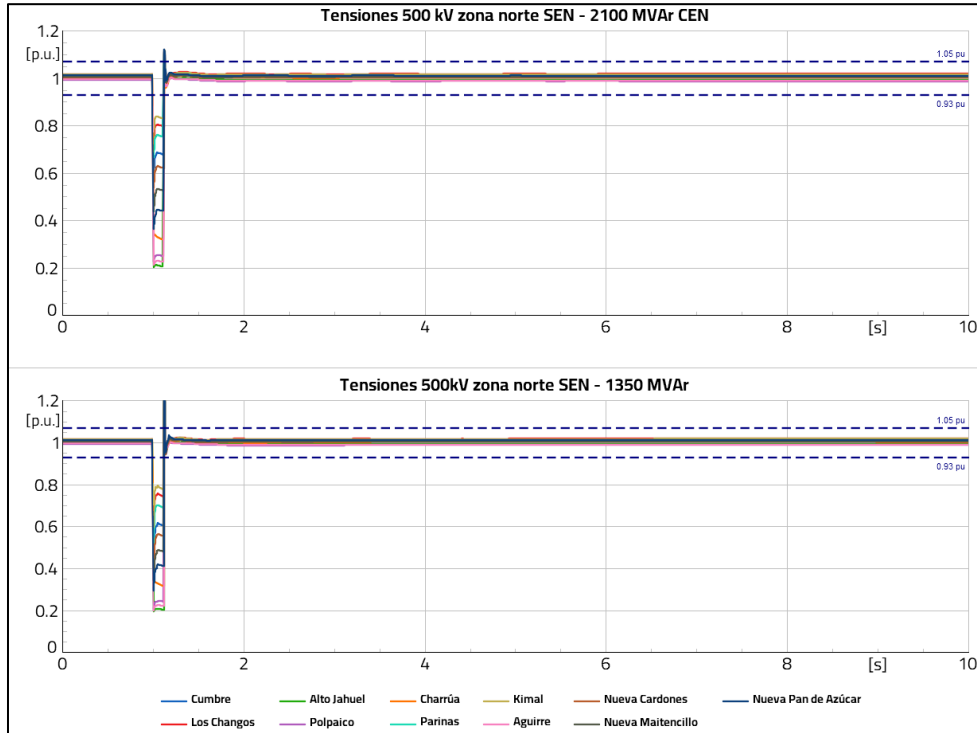 Tensiones 500 kV zona norte SEN - 2100 MVAr CEN
1.2
[p.u.]
1.05 pu
1
0.93 pu
0.8
0.6
0.4
0.2
0
0 2 4 6 8 [s] 10
Tensiones 500kV zona norte SEN - 1350 MVAr
1.2
[p.u.]
1.05 pu
1
0.93 pu
0.8
0.6
0.4
0.2
0
0 2 4 6 8 [s] 10
Cumbre Alto Jahuel Charrúa Kimal Nueva Cardones Nueva Pan de Azúcar
Los Changos Polpaico Parinas Aguirre Nueva Maitencillo